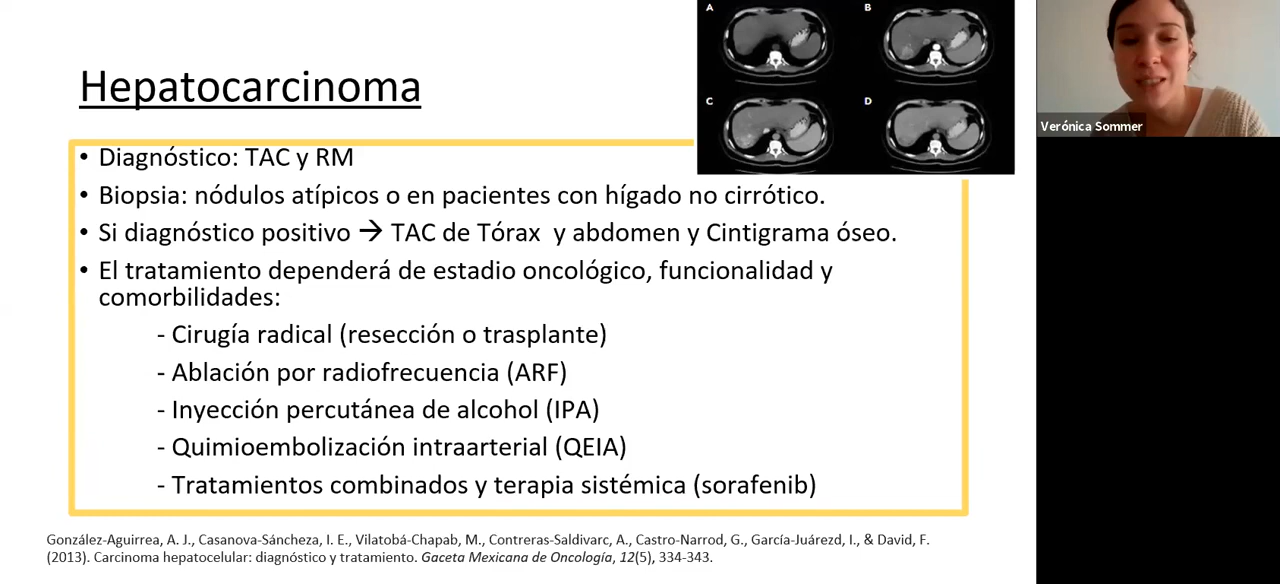 Hepatocarcinoma
A
B
C
D
Verónica Sommer
• Diagnóstico: TAC y RM
• Biopsia: nódulos atípicos o en pacientes con hígado no cirrótico.
• Si diagnóstico positivo → TAC de Tórax y abdomen y Cintigrama óseo.
• El tratamiento dependerá de estadio oncológico, funcionalidad y
comorbilidades:
- Cirugía radical (resección o trasplante)
- Ablación por radiofrecuencia (ARF)
- Inyección percutánea de alcohol (IPA)
- Quimioembolización intraarterial (QEIA)
- Tratamientos combinados y terapia sistémica (sorafenib)
González-Aguirrea, A. J., Casanova-Sáncheza, I. E., Vilatobá-Chapab, M., Contreras-Saldivarc, A., Castro-Narrod, G., García-Juárezd, I., & David, F.
(2013). Carcinoma hepatocelular: diagnóstico y tratamiento. Gaceta Mexicana de Oncología, 12(5), 334-343.